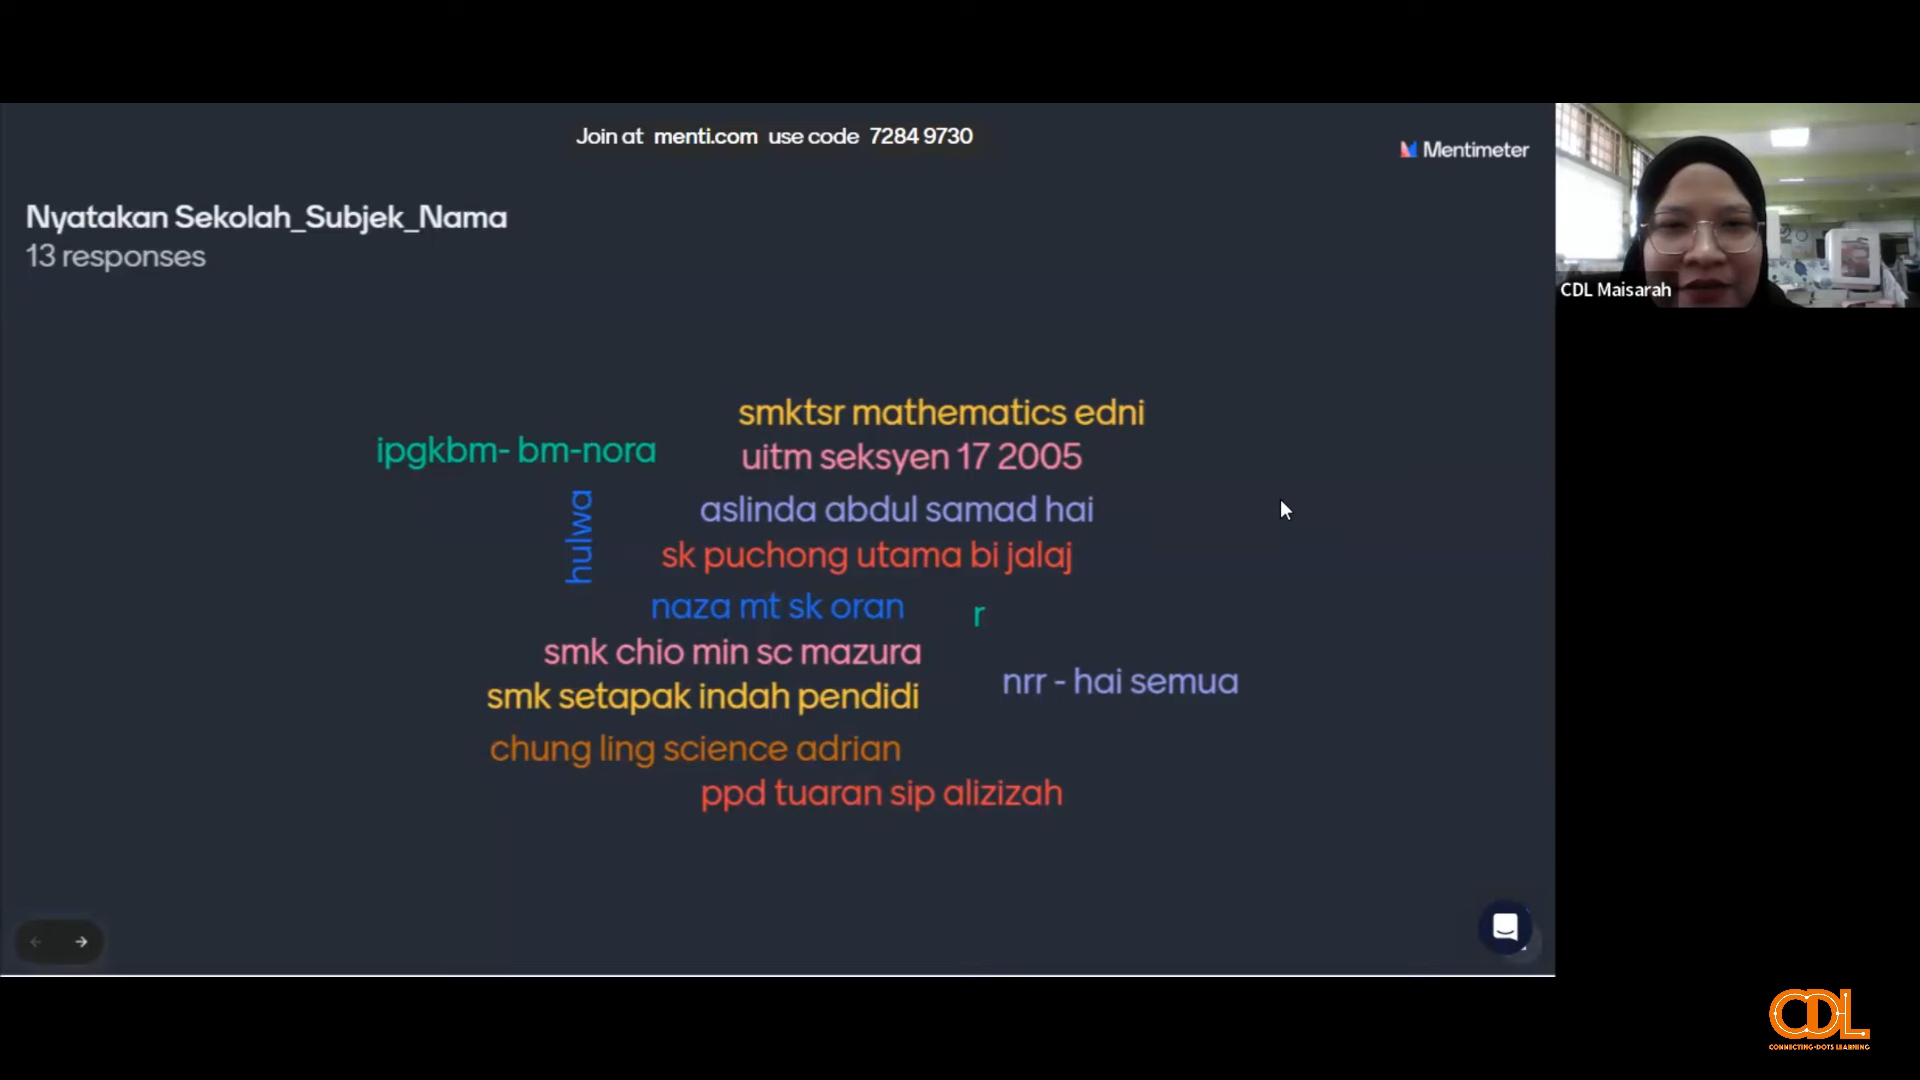 Join at menti.com use code 7284 9730
Mentimeter
Nyatakan Sekolah_Subjek_Nama
13 responses
CDL Maisarah
smktsr mathematics edni
ipgkbm- bm-nora
uitm seksyen 17 2005
hulwa
aslinda abdul samad hai
sk puchong utama bi jalaj
naza mt sk oran
r
smk chio min sc mazura
nrr - hai semua
smk setapak indah pendidi
chung ling science adrian
ppd tuaran sip alizizah
CDL
CONNECTING-DOTS LEARNING